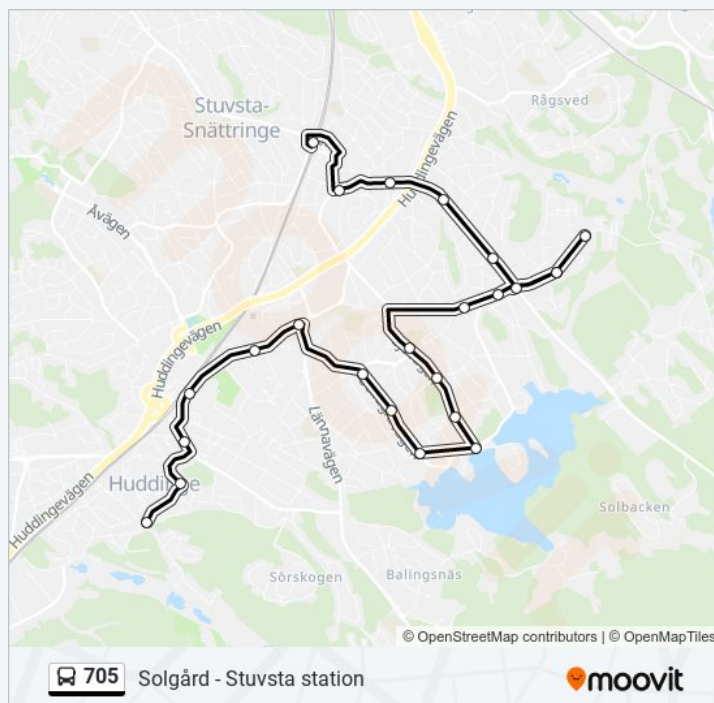 Stuvsta-
Snättringe
Rågsved
Huddingevägen
Åvägen
Huddingevägen
Lännavägen
Huddinge
Huddingevägen
Solbacken
Sörskogen
Balingsnäs
© OpenStreetMap contributors | © OpenMapTiles
705 Solgård - Stuvsta station
moovit